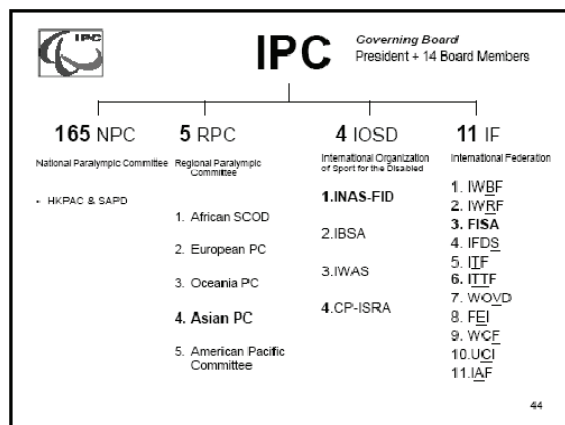 IPC
IPC
Governing Board
President + 14 Board Members
165 NPC
National Paralympic Committee
• HKPAC & SAPD
5 RPC
Regional Paralympic
Committee
1. African SCOD
2. European PC
3. Oceania PC
4. Asian PC
5. American Pacific
Committee
4 IOSD
International Organization
of Sport for the Disabled
1.INAS-FID
2.IBSA
3.IWAS
4.CP-ISRA
11 IF
International Federation
1. IWBF
2. IWRF
3. FISA
4. IFDS
5. ITF
6. ITTF
7. WOVD
8. FEI
9. WCF
10.UCI
11.IAF
44